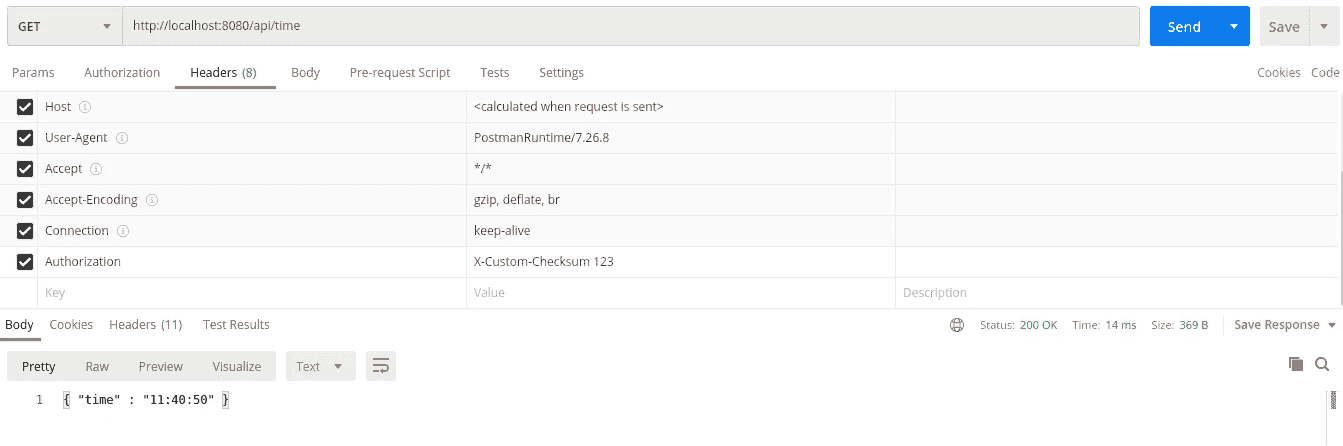 GET http://localhost:8080/api/time Send Save
Params Authorization Headers (8) Body Pre-request Script Tests Settings Cookies Code
Host <calculated when request is sent>
User-Agent PostmanRuntime/7.26.8
Accept */*
Accept-Encoding gzip, deflate, br
Connection keep-alive
Authorization X-Custom-Checksum 123
Key Value Description
Body Cookies Headers (11) Test Results Status: 200 OK Time: 14 ms Size: 369 B Save Response
Pretty Raw Preview Visualize Text
1 { "time" : "11:40:50" }